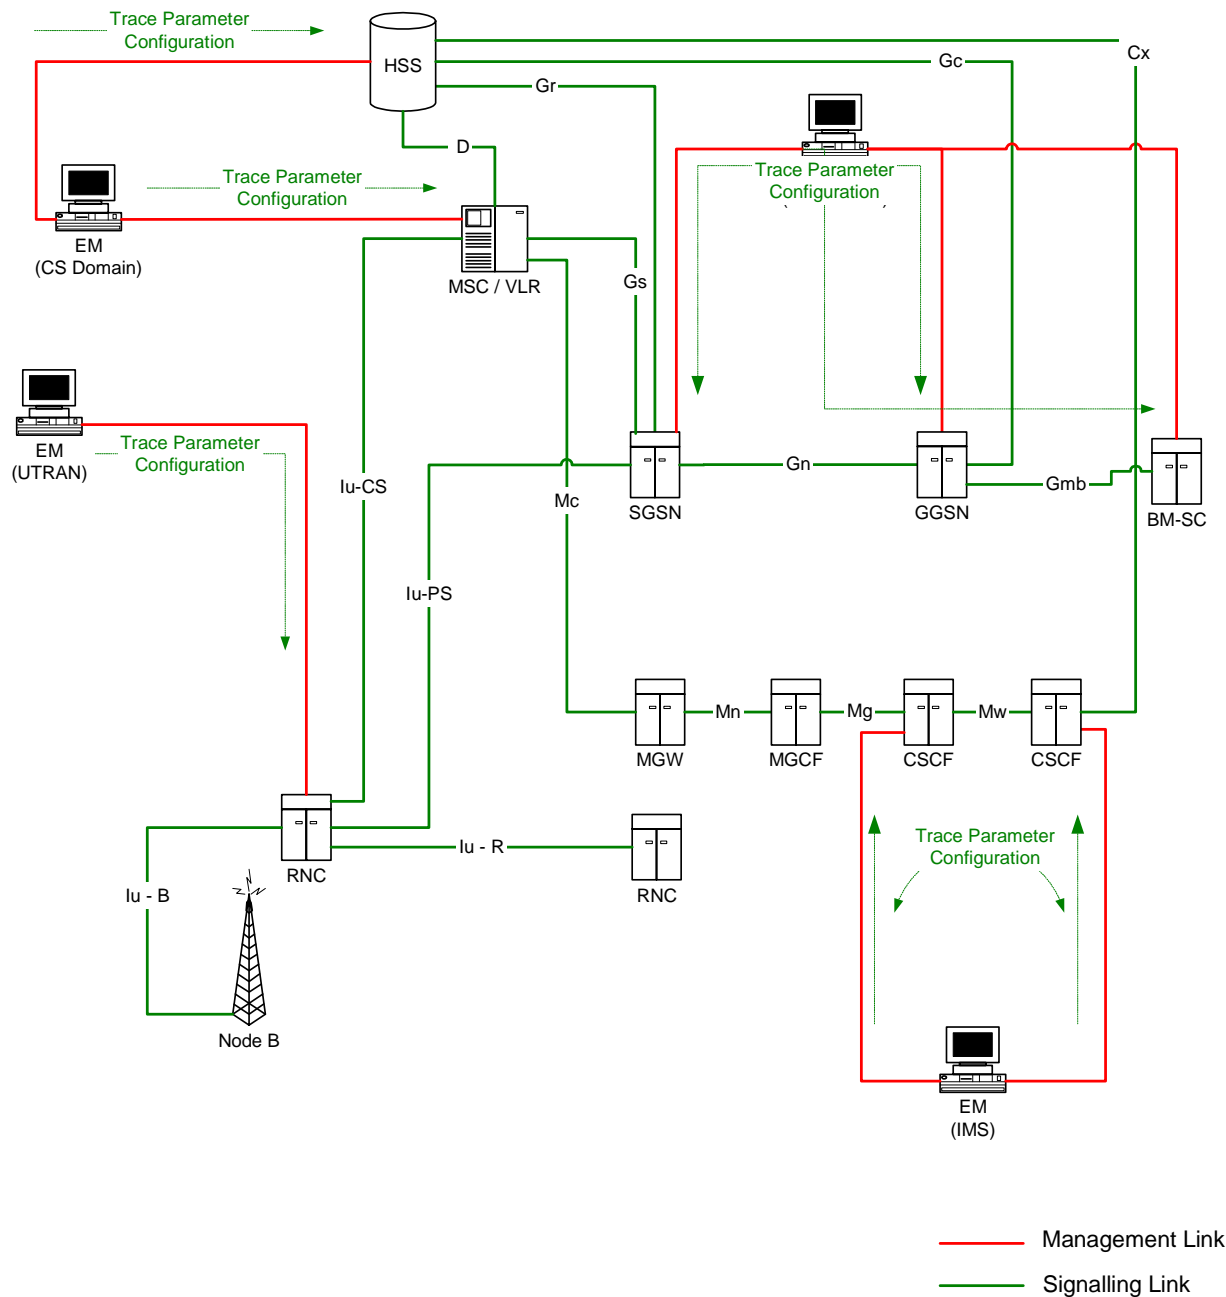 Trace Parameter
Configuration
HSS
Cx
Gc
Gr
D
Trace Parameter
Configuration
Trace Parameter
Configuration
EM
(CS Domain)
MSC / VLR
Gs
EM
(UTRAN)
Trace Parameter
Configuration
Iu-CS
Mc
Gn
Gmb
SGSN
GGSN
BM-SC
Iu-PS
Mn
Mg
Mw
MGW
MGCF
CSCF
CSCF
Trace Parameter
Configuration
Iu - R
RNC
RNC
Iu - B
Node B
EM
(IMS)
Management Link
Signalling Link